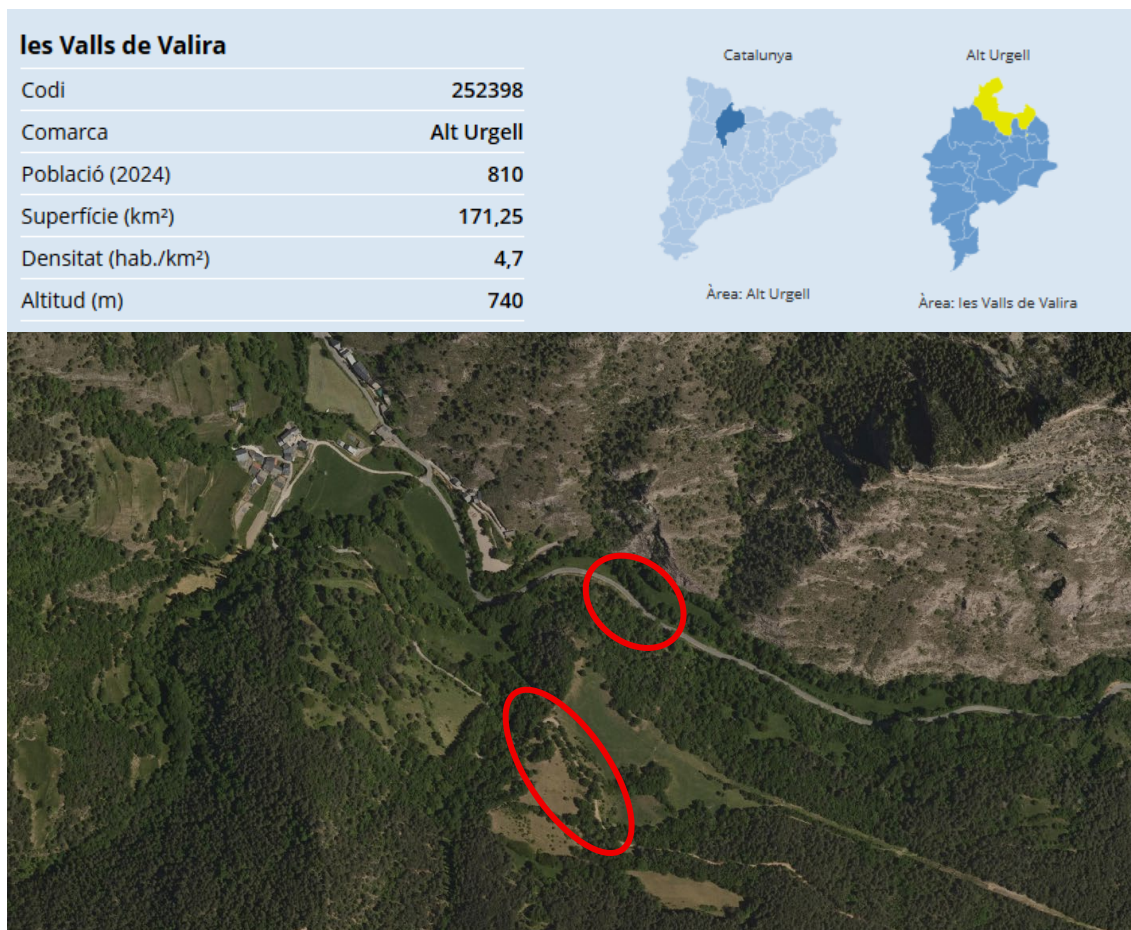 les Valls de Valira
Codi 252398
Comarca Alt Urgell
Població (2024) 810
Superfície (km²) 171,25
Densitat (hab./km²) 4,7
Altitud (m) 740
Catalunya
Àrea: Alt Urgell
Alt Urgell
Àrea: les Valls de Valira